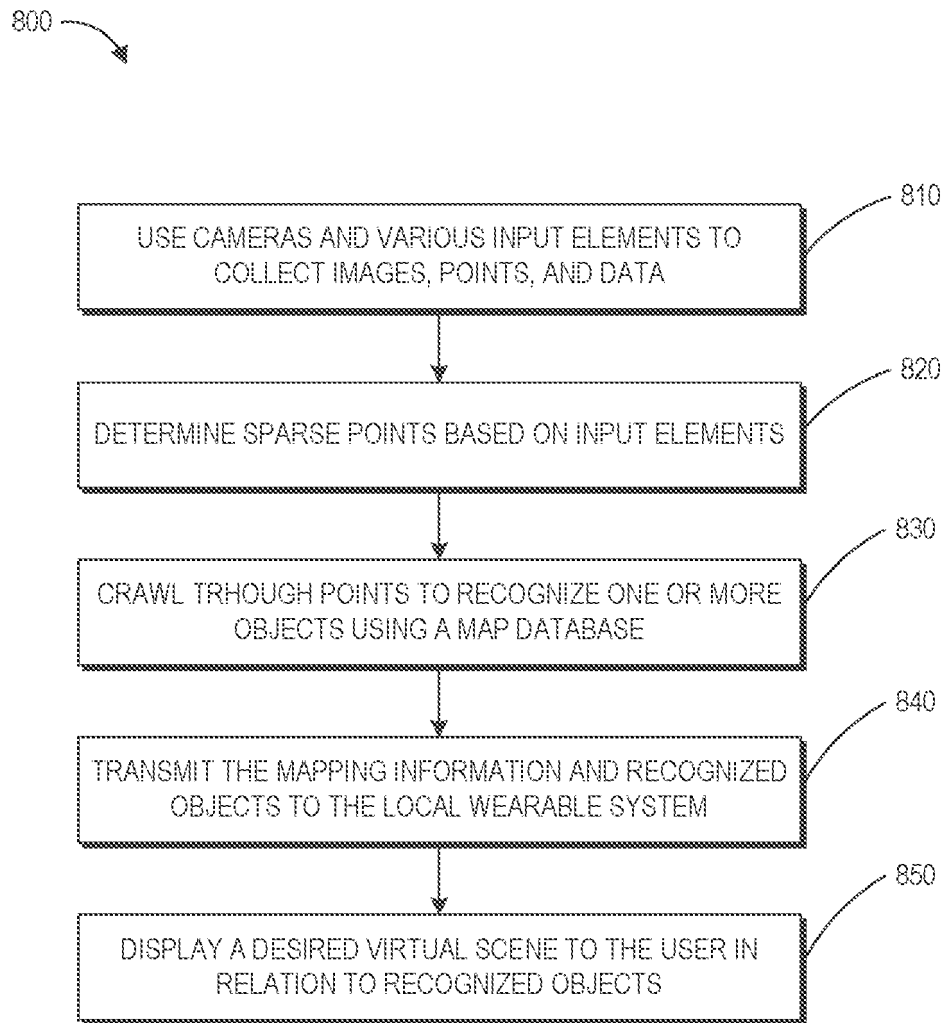 800
810
USE CAMERAS AND VARIOUS INPUT ELEMENTS TO
COLLECT IMAGES, POINTS, AND DATA
820
DETERMINE SPARSE POINTS BASED ON INPUT ELEMENTS
830
CRAWL TRHOUGH POINTS TO RECOGNIZE ONE OR MORE
OBJECTS USING A MAP DATABASE
840
TRANSMIT THE MAPPING INFORMATION AND RECOGNIZED
OBJECTS TO THE LOCAL WEARABLE SYSTEM
850
DISPLAY A DESIRED VIRTUAL SCENE TO THE USER IN
RELATION TO RECOGNIZED OBJECTS